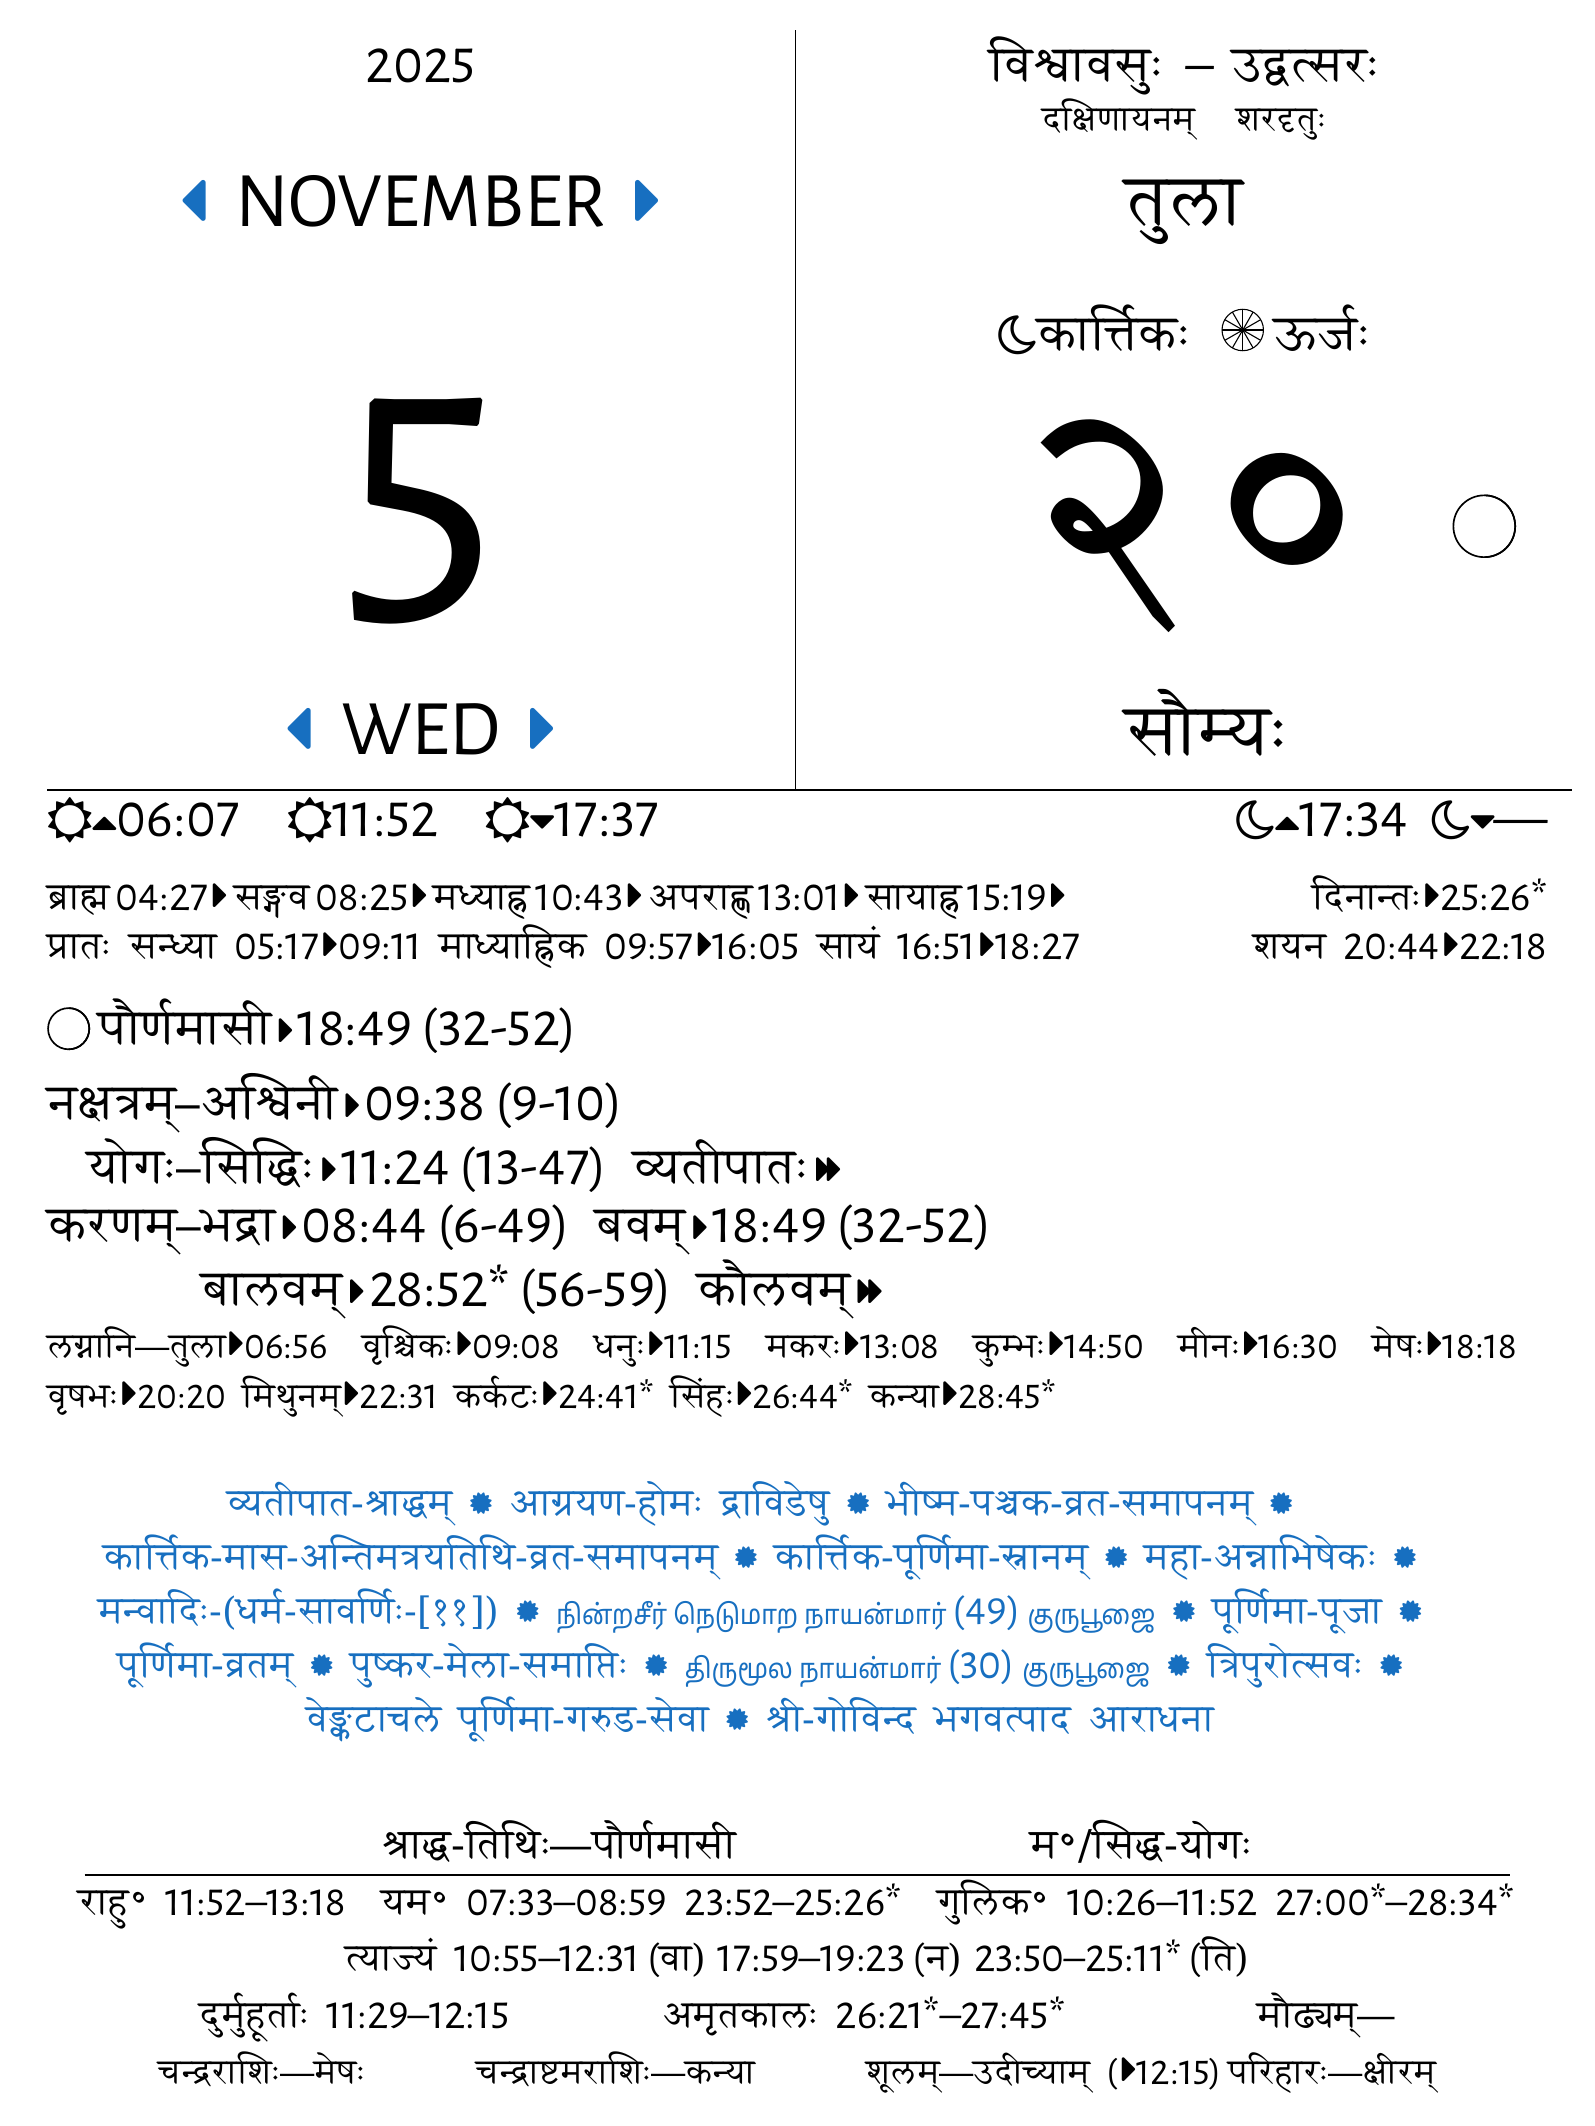 2025
NOVEMBER
5
WED
विश्वावसुः – उद्वत्सरः
दक्षिणायनम् शरदृतुः
तुला
कार्त्तिकः ऊर्जः
२०
सौम्यः
06:07 11:52 17:37 17:34 —
ब्राह्म 04:27 सङ्गव 08:25 मध्याह्न 10:43 अपराह्ण 13:01 सायाह्न 15:19 दिनान्तः 25:26*
प्रातः सन्ध्या 05:17 09:11 माध्याह्निक 09:57 16:05 सायं 16:51 18:27 शयन 20:44 22:18
पौर्णमासी 18:49 (32-52)
नक्षत्रम्–अश्विनी 09:38 (9-10)
योगः–सिद्धिः 11:24 (13-47) व्यतीपातः
करणम्–भद्रा 08:44 (6-49) बवम् 18:49 (32-52)
बालवम् 28:52* (56-59) कौलवम्
लग्नानि—तुला 06:56 वृश्चिकः 09:08 धनुः 11:15 मकरः 13:08 कुम्भः 14:50 मीनः 16:30 मेषः 18:18
वृषभः 20:20 मिथुनम् 22:31 कर्कटः 24:41* सिंहः 26:44* कन्या 28:45*
व्यतीपात-श्राद्धम् ✹ आग्रयण-होमः द्राविडेषु ✹ भीष्म-पञ्चक-व्रत-समापनम् ✹
कार्त्तिक-मास-अन्तिमत्रयतिथि-व्रत-समापनम् ✹ कार्त्तिक-पूर्णिमा-स्नानम् ✹ महा-अन्नाभिषेकः ✹
मन्वादिः-(धर्म-सावर्णिः-[११]) ✹ நின்றசீர் நெடுமாற நாயன்மார் (49) குருபூஜை ✹ पूर्णिमा-पूजा ✹
पूर्णिमा-व्रतम् ✹ पुष्कर-मेला-समाप्तिः ✹ திருமூல நாயன்மார் (30) குருபூஜை ✹ त्रिपुरोत्सवः ✹
वेङ्कटाचले पूर्णिमा-गरुड-सेवा ✹ श्री-गोविन्द भगवत्पाद आराधना
श्राद्ध-तिथिः—पौर्णमासी म॰/सिद्ध-योगः
राहु॰ 11:52–13:18 यम॰ 07:33–08:59 23:52–25:26* गुलिक॰ 10:26–11:52 27:00*–28:34*
त्याज्यं 10:55–12:31 (वा) 17:59–19:23 (न) 23:50–25:11* (ति)
दुर्मुहूर्ताः 11:29–12:15 अमृतकालः 26:21*–27:45* मौढ्यम्—
चन्द्रराशिः—मेषः चन्द्राष्टमराशिः—कन्या शूलम्—उदीच्याम् (12:15) परिहारः—क्षीरम्